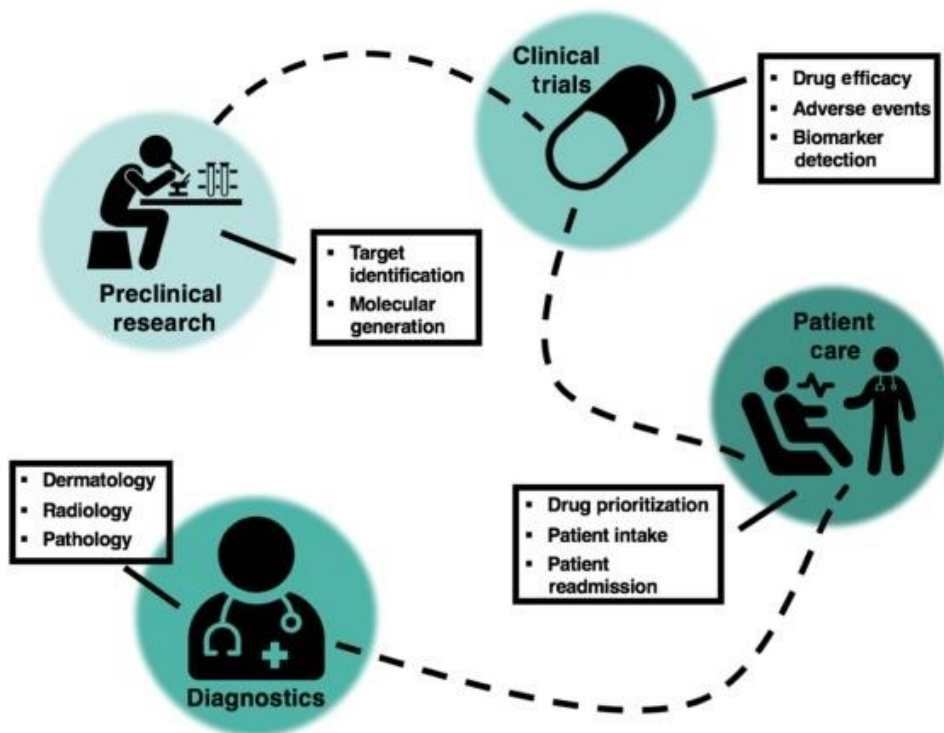 Clinical
trials
▪ Drug efficacy
▪ Adverse events
▪ Biomarker
detection
Preclinical
research
▪ Target
identification
▪ Molecular
generation
Patient
care
▪ Drug prioritization
▪ Patient intake
▪ Patient
readmission
▪ Dermatology
▪ Radiology
▪ Pathology
Diagnostics